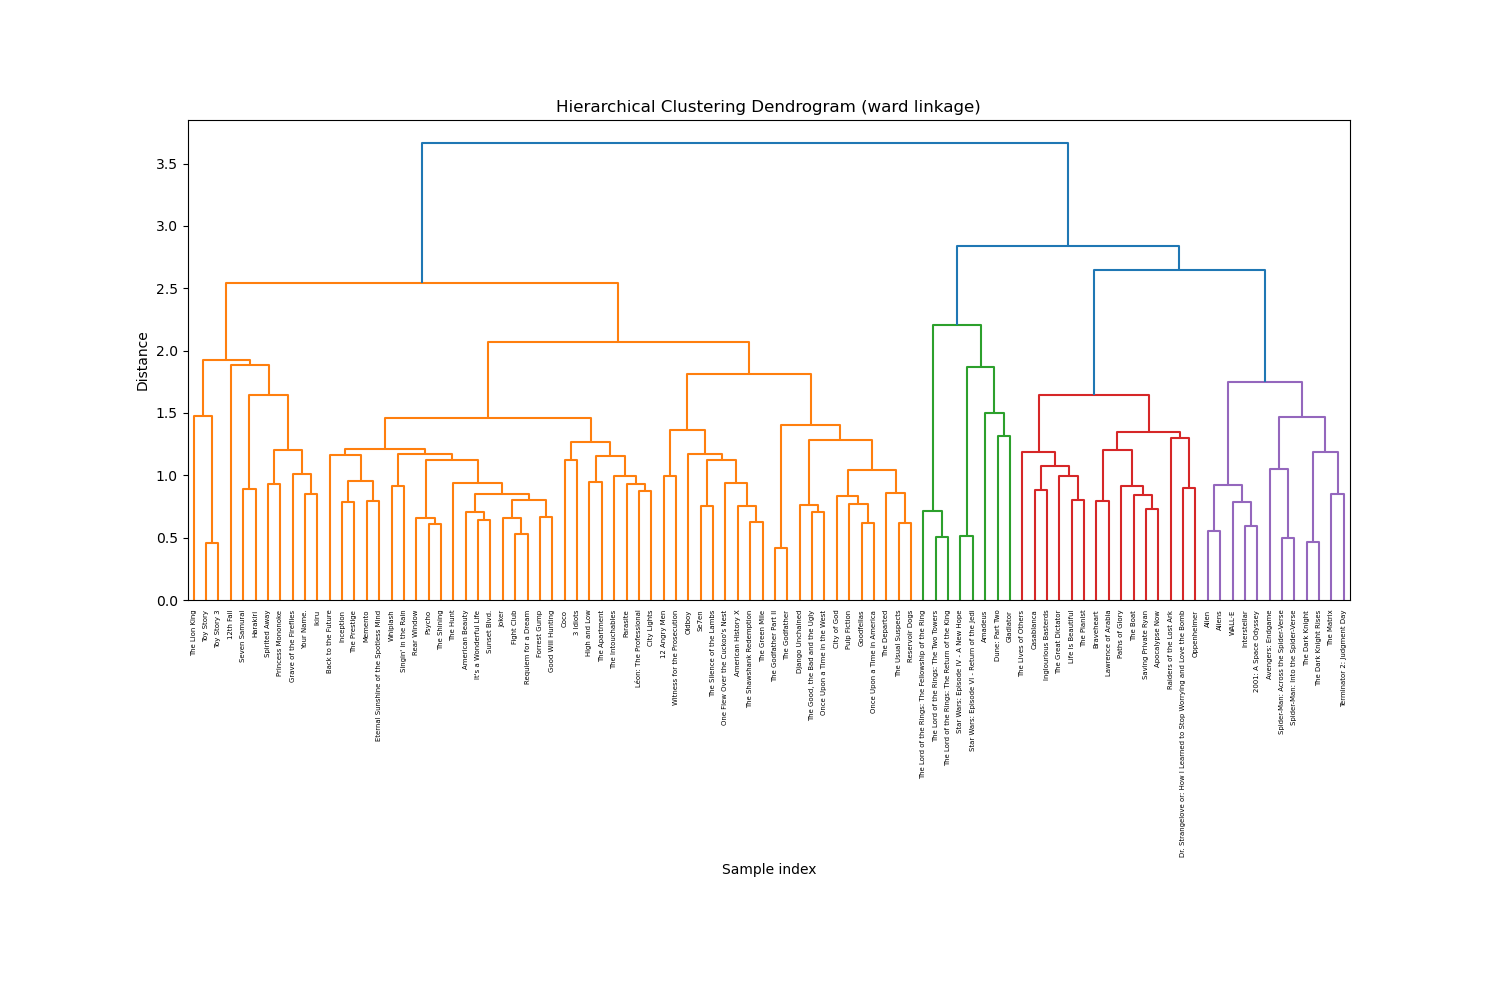 Hierarchical Clustering Dendrogram (ward linkage)
3.5
3.0
2.5
2.0
1.5
1.0
0.5
0.0
Distance
The Lion King
Toy Story
Toy Story 3
12th Fail
Seven Samurai
Harakiri
Spirited Away
Princess Mononoke
Grave of the Fireflies
Your Name.
Ikiru
Back to the Future
Inception
The Prestige
Memento
Eternal Sunshine of the Spotless Mind
Whiplash
Singin' in the Rain
Rear Window
Psycho
The Shining
The Hunt
American Beauty
It's a Wonderful Life
Sunset Blvd.
Joker
Fight Club
Requiem for a Dream
Forrest Gump
Good Will Hunting
Coco
3 Idiots
High and Low
The Apartment
The Intouchables
Parasite
Léon: The Professional
City Lights
12 Angry Men
Witness for the Prosecution
Oldboy
Se7en
The Silence of the Lambs
One Flew Over the Cuckoo's Nest
American History X
The Shawshank Redemption
The Green Mile
The Godfather Part II
The Godfather
Django Unchained
The Good, the Bad and the Ugly
Once Upon a Time in the West
City of God
Pulp Fiction
Goodfellas
Once Upon a Time in America
The Departed
The Usual Suspects
Reservoir Dogs
The Lord of the Rings: The Fellowship of the Ring
The Lord of the Rings: The Two Towers
The Lord of the Rings: The Return of the King
Star Wars: Episode IV - A New Hope
Star Wars: Episode VI - Return of the Jedi
Amadeus
Dune: Part Two
Gladiator
The Lives of Others
Casablanca
Inglourious Basterds
The Great Dictator
Life Is Beautiful
The Pianist
Braveheart
Lawrence of Arabia
Paths of Glory
The Boat
Saving Private Ryan
Apocalypse Now
Raiders of the Lost Ark
Dr. Strangelove or: How I Learned to Stop Worrying and Love the Bomb
Oppenheimer
Alien
Aliens
WALL·E
Interstellar
2001: A Space Odyssey
Avengers: Endgame
Spider-Man: Across the Spider-Verse
Spider-Man: Into the Spider-Verse
The Dark Knight
The Dark Knight Rises
The Matrix
Terminator 2: Judgment Day
Sample index